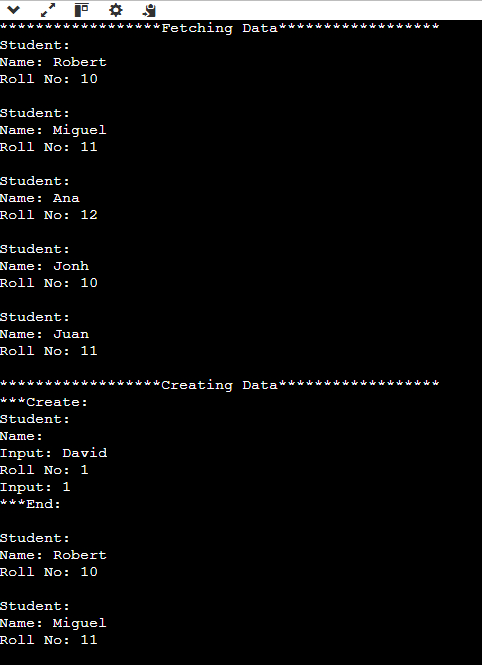 ******************Fetching Data******************
Student:
Name: Robert
Roll No: 10
Student:
Name: Miguel
Roll No: 11
Student:
Name: Ana
Roll No: 12
Student:
Name: Jonh
Roll No: 10
Student:
Name: Juan
Roll No: 11
******************Creating Data******************
***Create:
Student:
Name:
Input: David
Roll No: 1
Input: 1
***End:
Student:
Name: Robert
Roll No: 10
Student:
Name: Miguel
Roll No: 11